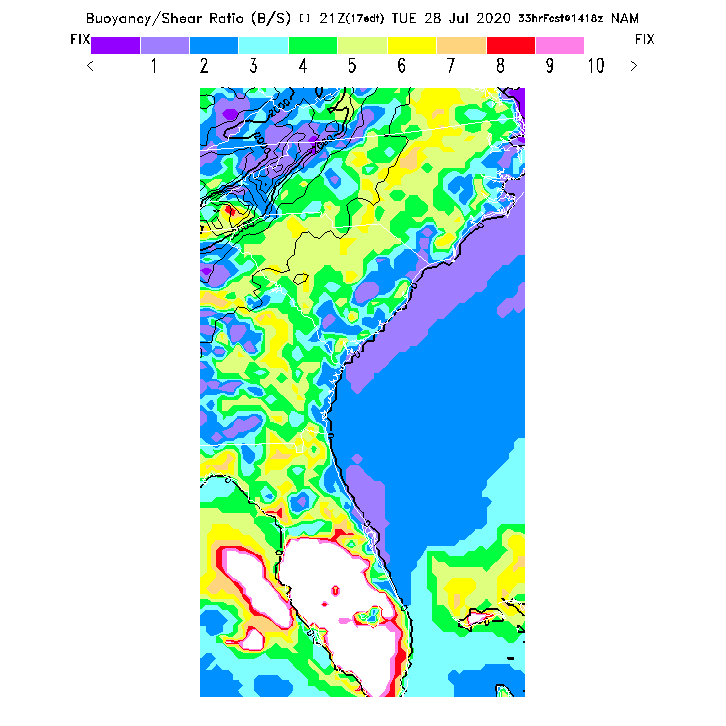 Buoyancy/Shear Ratio (B/S) [] 21Z(17edt) TUE 28 Jul 2020 33hrFcst@1418z NAM
FIX FIX
< 1 2 3 4 5 6 7 8 9 10 >
2000